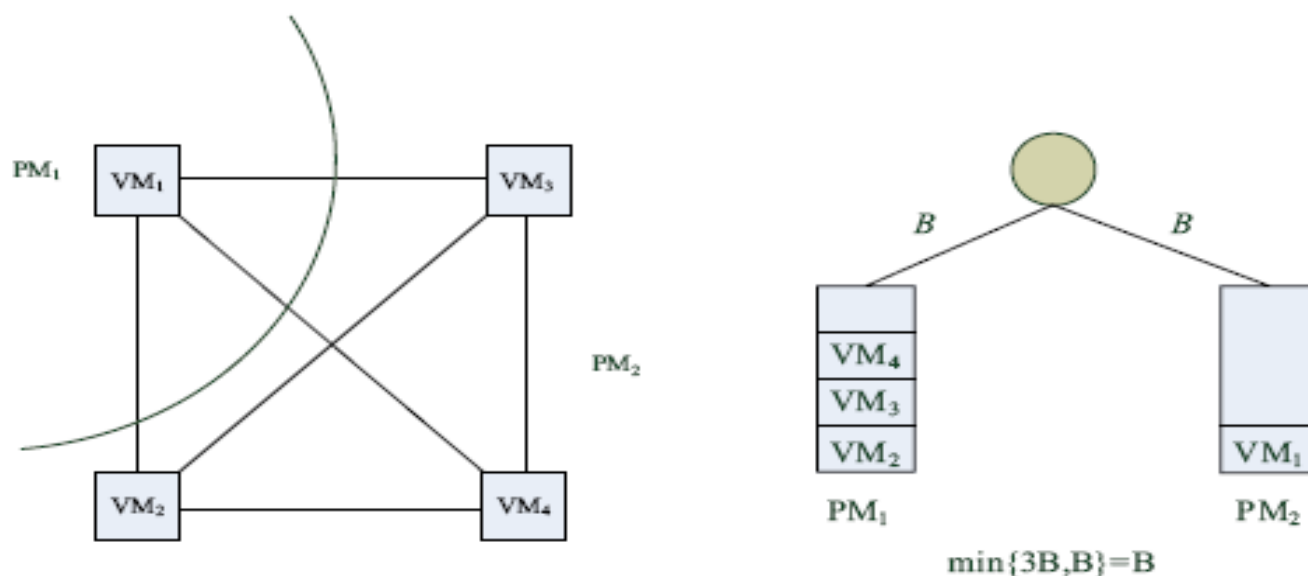 PM₁
VM₁
VM₃
PM₂
VM₂
VM₄
B
B
VM₄
VM₃
VM₂
VM₁
PM₁
PM₂
min{3B,B}=B